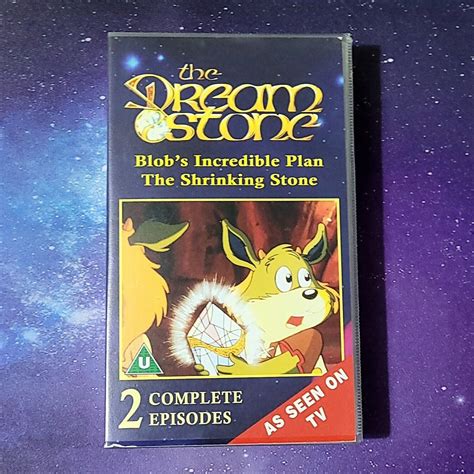 the
DREAM
STONE
Blob's Incredible Plan
The Shrinking Stone
U
2 COMPLETE
EPISODES
AS SEEN ON
TV